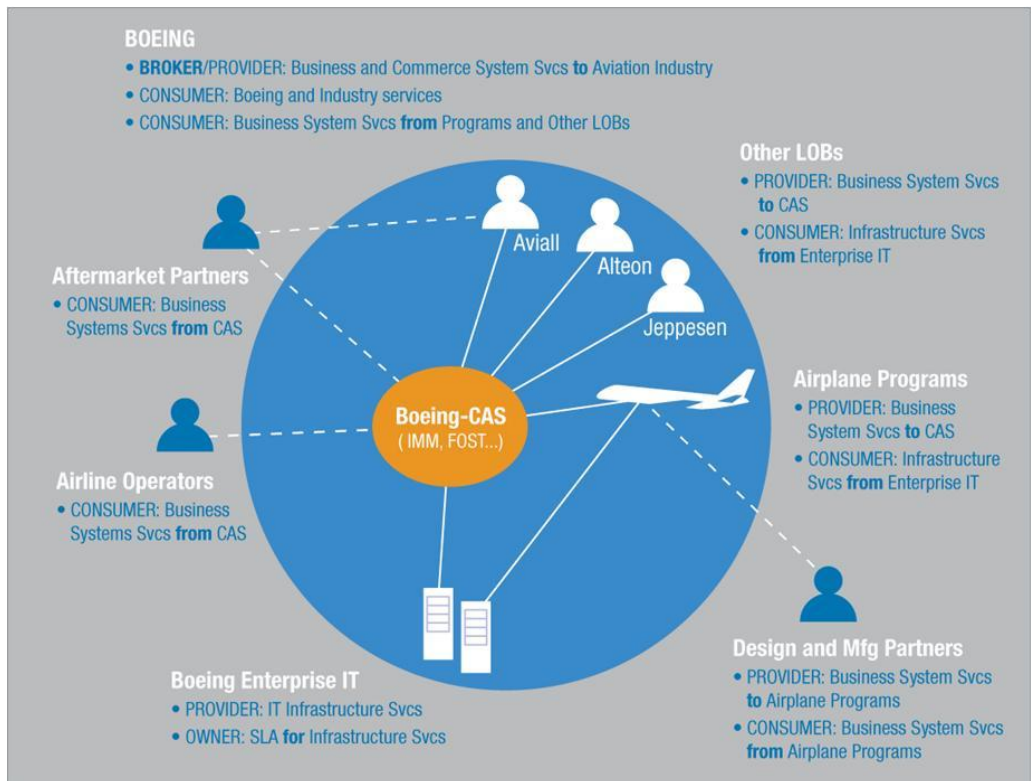 BOEING
• BROKER/PROVIDER: Business and Commerce System Svcs to Aviation Industry
• CONSUMER: Boeing and Industry services
• CONSUMER: Business System Svcs from Programs and Other LOBs
Other LOBs
• PROVIDER: Business System Svcs
to CAS
• CONSUMER: Infrastructure Svcs
from Enterprise IT
Aviall
Alteon
Jeppesen
Aftermarket Partners
• CONSUMER: Business
Systems Svcs from CAS
Airplane Programs
• PROVIDER: Business
System Svcs to CAS
• CONSUMER: Infrastructure
Svcs from Enterprise IT
Boeing-CAS
( IMM, FOST...)
Airline Operators
• CONSUMER: Business
Systems Svcs from CAS
Design and Mfg Partners
• PROVIDER: Business System Svcs
to Airplane Programs
• CONSUMER: Business System Svcs
from Airplane Programs
Boeing Enterprise IT
• PROVIDER: IT Infrastructure Svcs
• OWNER: SLA for Infrastructure Svcs